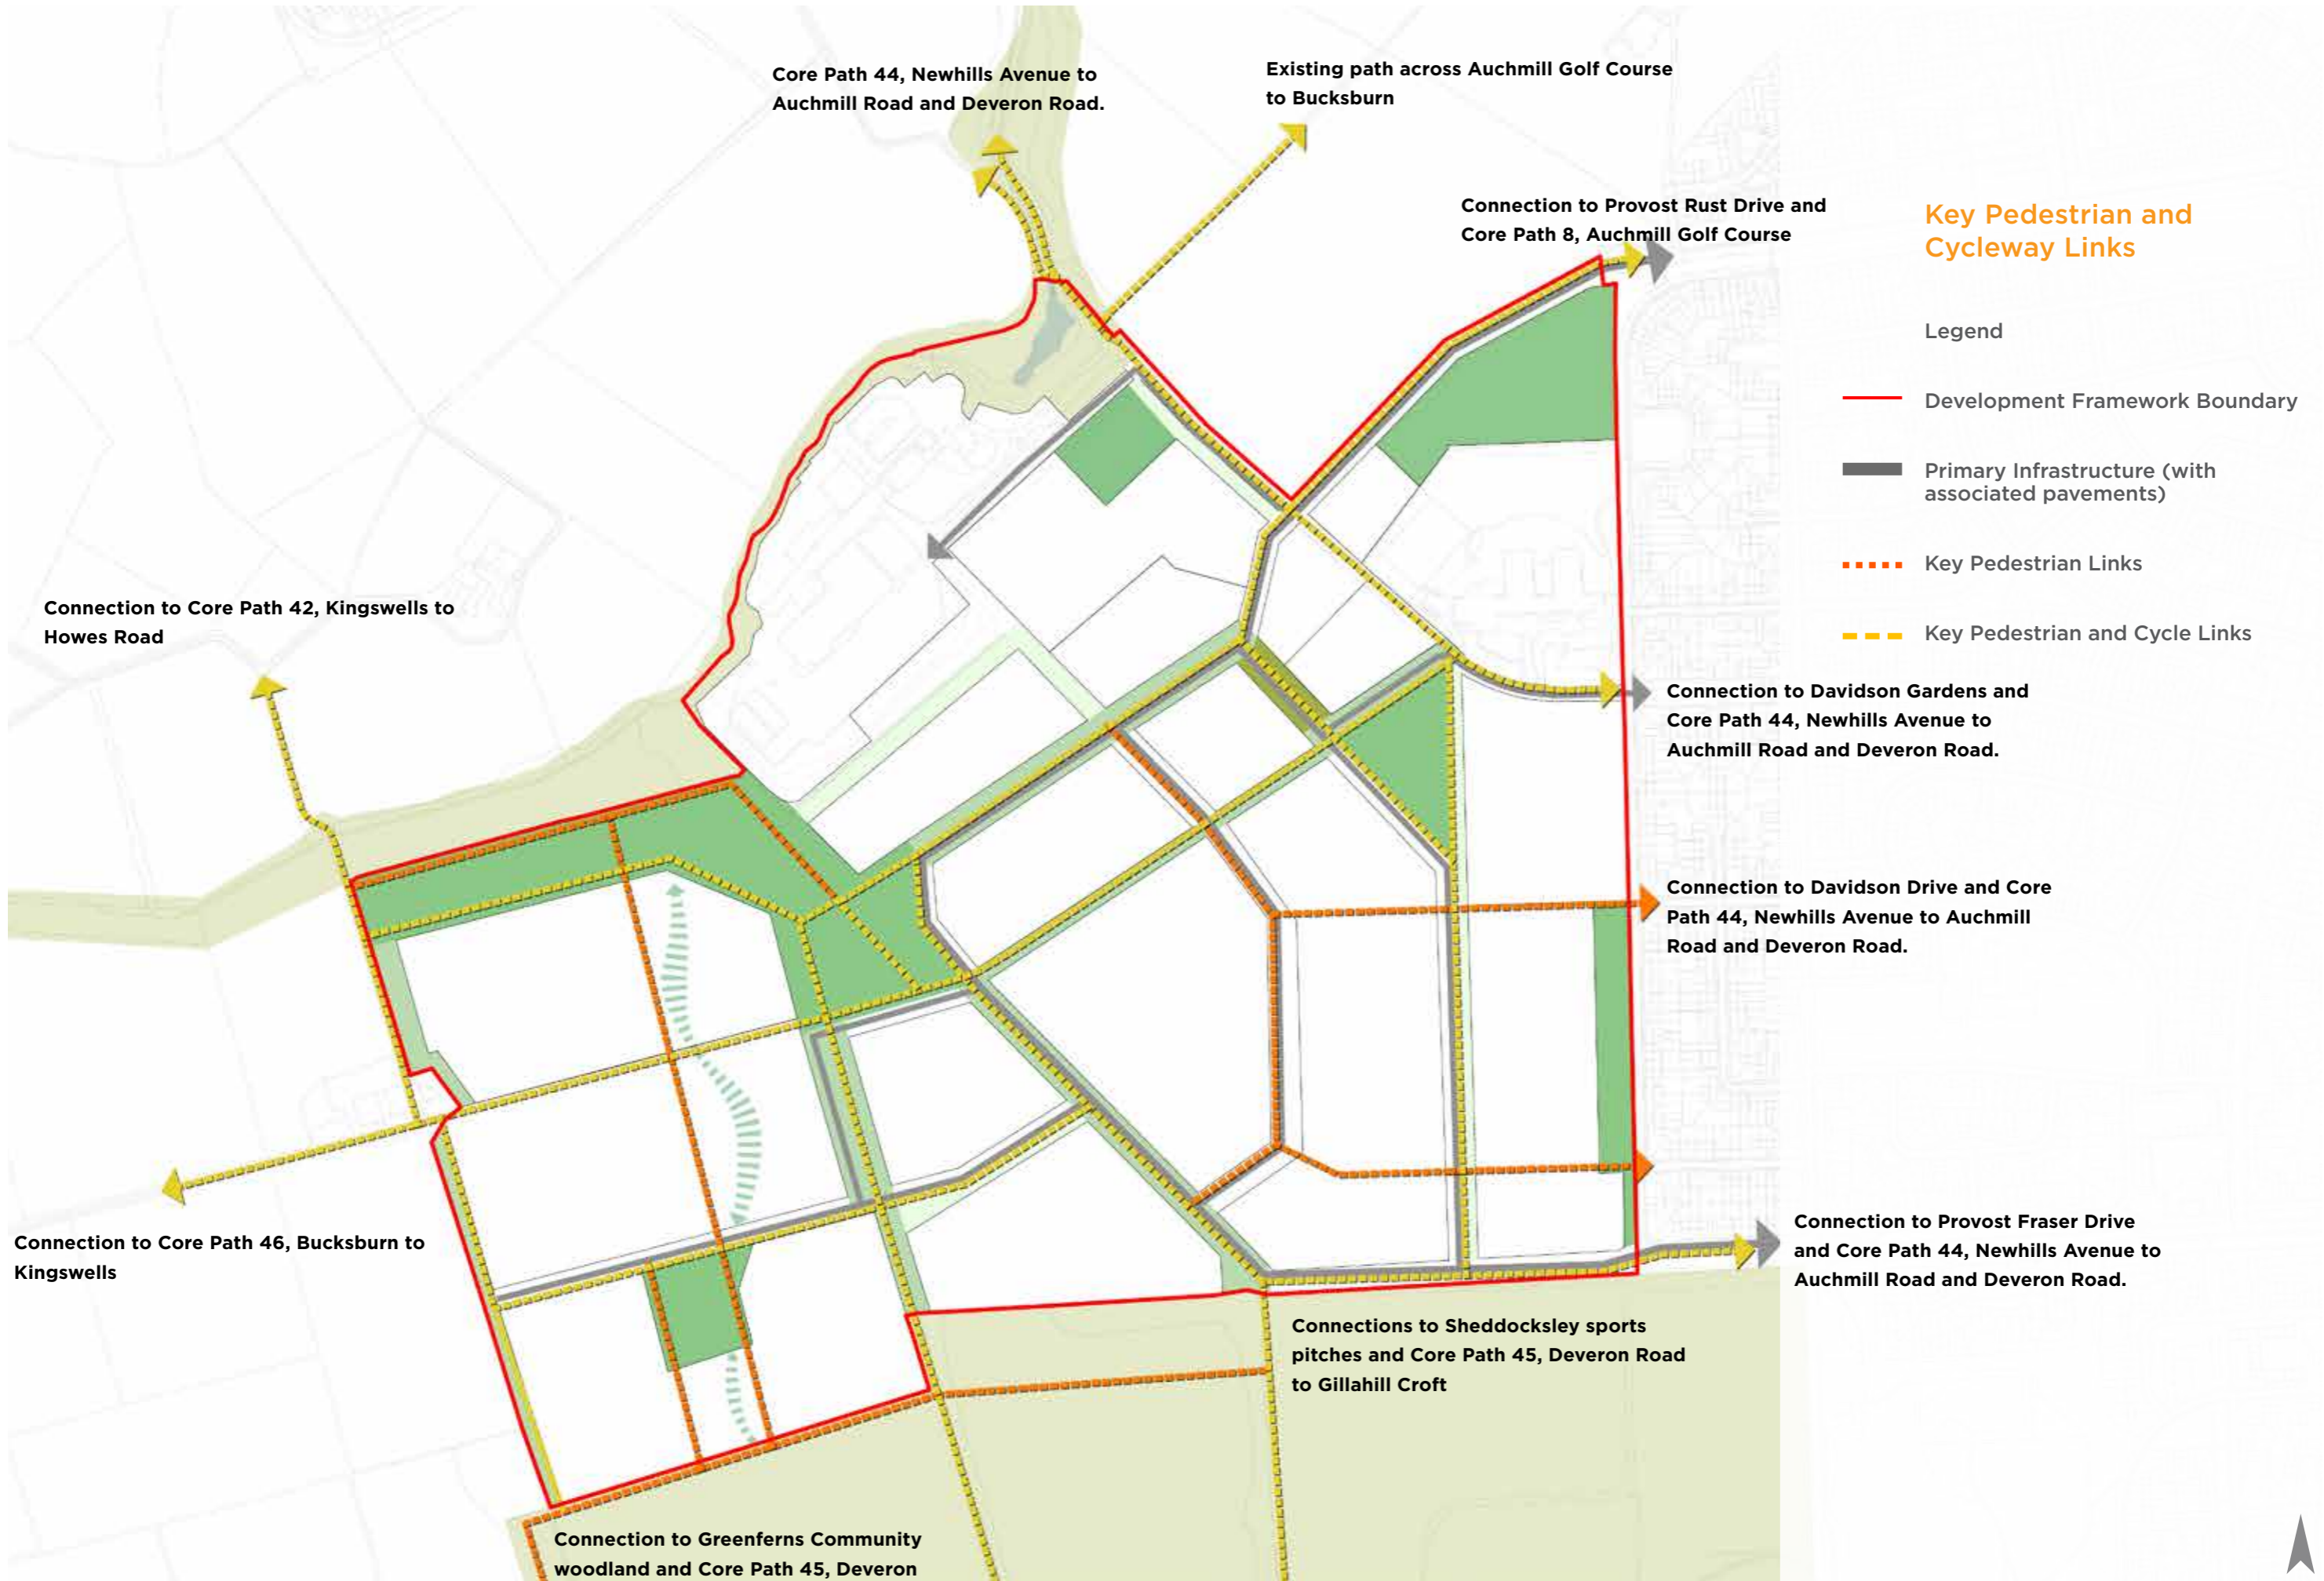 Core Path 44, Newhills Avenue to
Auchmill Road and Deveron Road.
Existing path across Auchmill Golf Course
to Bucksburn
Connection to Provost Rust Drive and
Core Path 8, Auchmill Golf Course
Key Pedestrian and
Cycleway Links
Legend
Development Framework Boundary
Primary Infrastructure (with
associated pavements)
Key Pedestrian Links
Key Pedestrian and Cycle Links
Connection to Core Path 42, Kingswells to
Howes Road
Connection to Davidson Gardens and
Core Path 44, Newhills Avenue to
Auchmill Road and Deveron Road.
Connection to Davidson Drive and Core
Path 44, Newhills Avenue to Auchmill
Road and Deveron Road.
Connection to Core Path 46, Bucksburn to
Kingswells
Connection to Provost Fraser Drive
and Core Path 44, Newhills Avenue to
Auchmill Road and Deveron Road.
Connections to Sheddocksley sports
pitches and Core Path 45, Deveron Road
to Gillahill Croft
Connection to Greenferns Community
woodland and Core Path 45, Deveron